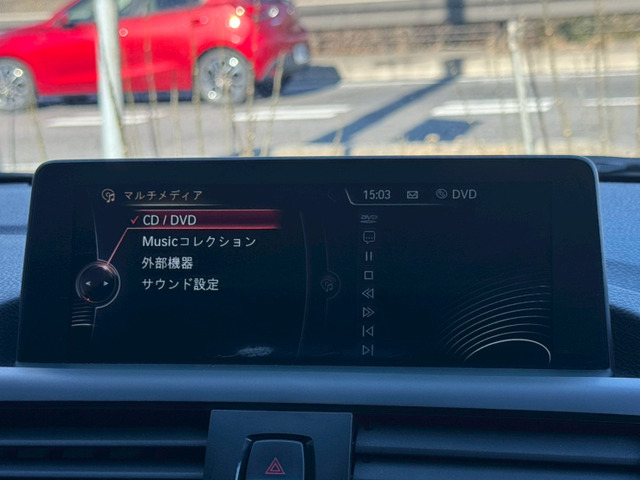 マルチメディア
15:03 DVD
CD / DVD
Musicコレクション
外部機器
サウンド設定
DVD